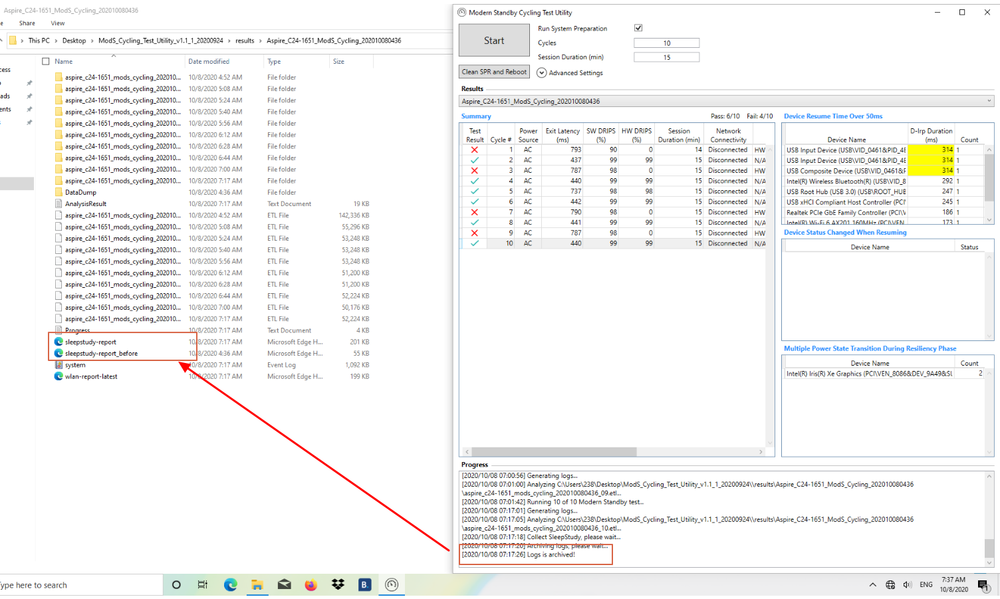 Aspire_C24-1651_ModS_Cycling_202010080436
Share View
This PC > Desktop > ModS_Cycling_Test_Utility_v1.1_1_20200924 > results > Aspire_C24-1651_ModS_Cycling_202010080436
Name Date modified Type Size
aspire_c24-1651_mods_cycling_202010... 10/8/2020 4:52 AM File folder
aspire_c24-1651_mods_cycling_202010... 10/8/2020 5:08 AM File folder
aspire_c24-1651_mods_cycling_202010... 10/8/2020 5:24 AM File folder
aspire_c24-1651_mods_cycling_202010... 10/8/2020 5:40 AM File folder
aspire_c24-1651_mods_cycling_202010... 10/8/2020 5:56 AM File folder
aspire_c24-1651_mods_cycling_202010... 10/8/2020 6:12 AM File folder
aspire_c24-1651_mods_cycling_202010... 10/8/2020 6:28 AM File folder
aspire_c24-1651_mods_cycling_202010... 10/8/2020 6:44 AM File folder
aspire_c24-1651_mods_cycling_202010... 10/8/2020 7:00 AM File folder
aspire_c24-1651_mods_cycling_202010... 10/8/2020 7:17 AM File folder
DataDump 10/8/2020 4:36 AM File folder
AnalysisResult 10/8/2020 7:17 AM Text Document 19 KB
aspire_c24-1651_mods_cycling_202010... 10/8/2020 4:52 AM ETL File 142,336 KB
aspire_c24-1651_mods_cycling_202010... 10/8/2020 5:08 AM ETL File 55,296 KB
aspire_c24-1651_mods_cycling_202010... 10/8/2020 5:24 AM ETL File 53,248 KB
aspire_c24-1651_mods_cycling_202010... 10/8/2020 5:40 AM ETL File 53,248 KB
aspire_c24-1651_mods_cycling_202010... 10/8/2020 5:56 AM ETL File 53,248 KB
aspire_c24-1651_mods_cycling_202010... 10/8/2020 6:12 AM ETL File 51,200 KB
aspire_c24-1651_mods_cycling_202010... 10/8/2020 6:28 AM ETL File 51,200 KB
aspire_c24-1651_mods_cycling_202010... 10/8/2020 6:44 AM ETL File 52,224 KB
aspire_c24-1651_mods_cycling_202010... 10/8/2020 7:00 AM ETL File 50,176 KB
aspire_c24-1651_mods_cycling_202010... 10/8/2020 7:17 AM ETL File 52,224 KB
Progress 10/8/2020 7:17 AM Text Document 4 KB
sleepstudy-report 10/8/2020 7:17 AM Microsoft Edge H... 201 KB
sleepstudy-report_before 10/8/2020 4:36 AM Microsoft Edge H... 55 KB
system 10/8/2020 7:17 AM Event Log 1,092 KB
wlan-report-latest 10/8/2020 7:17 AM Microsoft Edge H... 199 KB
Modern Standby Cycling Test Utility
Start
Run System Preparation
Cycles 10
Session Duration (min) 15
Clean SPR and Reboot Advanced Settings
Results
Aspire_C24-1651_ModS_Cycling_202010080436
Summary Pass: 6/10 Fail: 4/10
Test Result Cycle # Power Source Exit Latency (ms) SW DRIPS (%) HW DRIPS (%) Session Duration (min) Network Connectivity
1 AC 793 90 0 14 Disconnected HW
2 AC 437 99 99 15 Disconnected N/A
3 AC 787 98 0 15 Disconnected HW
4 AC 440 99 99 15 Disconnected N/A
5 AC 737 98 98 15 Disconnected N/A
6 AC 442 99 99 15 Disconnected N/A
7 AC 790 98 0 15 Disconnected HW
8 AC 441 99 99 15 Disconnected N/A
9 AC 787 98 0 15 Disconnected HW
10 AC 440 99 99 15 Disconnected N/A
Device Resume Time Over 50ms
Device Name D-Irp Duration (ms) Count
USB Input Device (USB\VID_0461&PID_4E 314 1
USB Input Device (USB\VID_0461&PID_4E 314 1
USB Composite Device (USB\VID_0461&F 314 1
Intel(R) Wireless Bluetooth(R) (USB\VID_8 292 1
USB Root Hub (USB 3.0) (USB\ROOT_HUB 247 1
USB xHCI Compliant Host Controller (PCI\ 245 1
Realtek PCIe GbE Family Controller (PCI\V 186 1
Intel(R) Wi-Fi 6 AX201 160MHz (PCI\VEN 173 1
Device Status Changed When Resuming
Device Name Status
Multiple Power State Transition During Resiliency Phase
Device Name Count
Intel(R) Iris(R) Xe Graphics (PCI\VEN_8086&DEV_9A49&SU 2
Progress
[2020/10/08 07:00:56] Generating logs...
[2020/10/08 07:01:00] Analyzing C:\Users\238\Desktop\ModS_Cycling_Test_Utility_v1.1_1_20200924\\results\Aspire_C24-1651_ModS_Cycling_202010080436
\aspire_c24-1651_mods_cycling_202010080436_09.etl...
[2020/10/08 07:01:42] Running 10 of 10 Modern Standby test...
[2020/10/08 07:17:01] Generating logs...
[2020/10/08 07:17:05] Analyzing C:\Users\238\Desktop\ModS_Cycling_Test_Utility_v1.1_1_20200924\\results\Aspire_C24-1651_ModS_Cycling_202010080436
\aspire_c24-1651_mods_cycling_202010080436_10.etl...
[2020/10/08 07:17:18] Collect SleepStudy, please wait...
[2020/10/08 07:17:20] Archiving logs, please wait...
[2020/10/08 07:17:26] Logs is archived!
ype here to search
B.
ENG
7:37 AM
10/8/2020
1